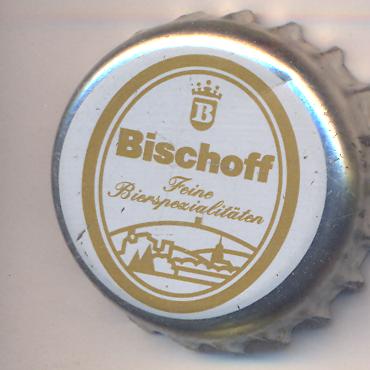 B
Bischoff
Feine
Bierspezialitäten